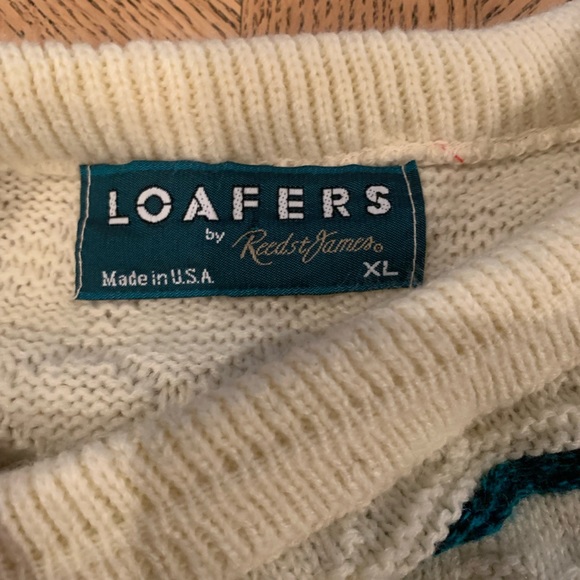 LOAFERS
by Reed St James
Made in U.S.A.
XL